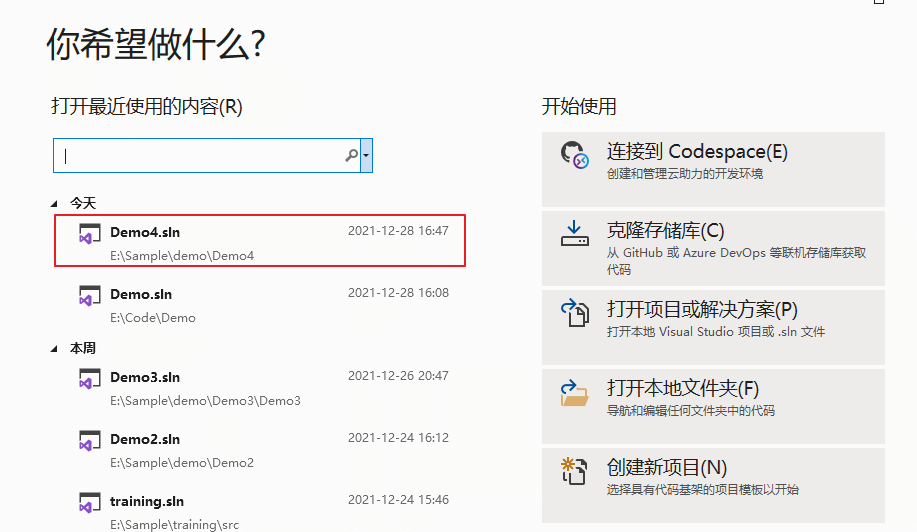 你希望做什么?
打开最近使用的内容(R)
今天
Demo4.sln 2021-12-28 16:47
E:\Sample\demo\Demo4
Demo.sln 2021-12-28 16:08
E:\Code\Demo
本周
Demo3.sln 2021-12-26 20:47
E:\Sample\demo\Demo3\Demo3
Demo2.sln 2021-12-24 16:12
E:\Sample\demo\Demo2
training.sln 2021-12-24 15:46
E:\Sample\training\src
开始使用
连接到 Codespace(E)
创建和管理云助力的开发环境
克隆存储库(C)
从 GitHub 或 Azure DevOps 等联机存储库获取
代码
打开项目或解决方案(P)
打开本地 Visual Studio 项目或 .sln 文件
打开本地文件夹(F)
导航和编辑任何文件夹中的代码
创建新项目(N)
选择具有代码基架的项目模板以开始